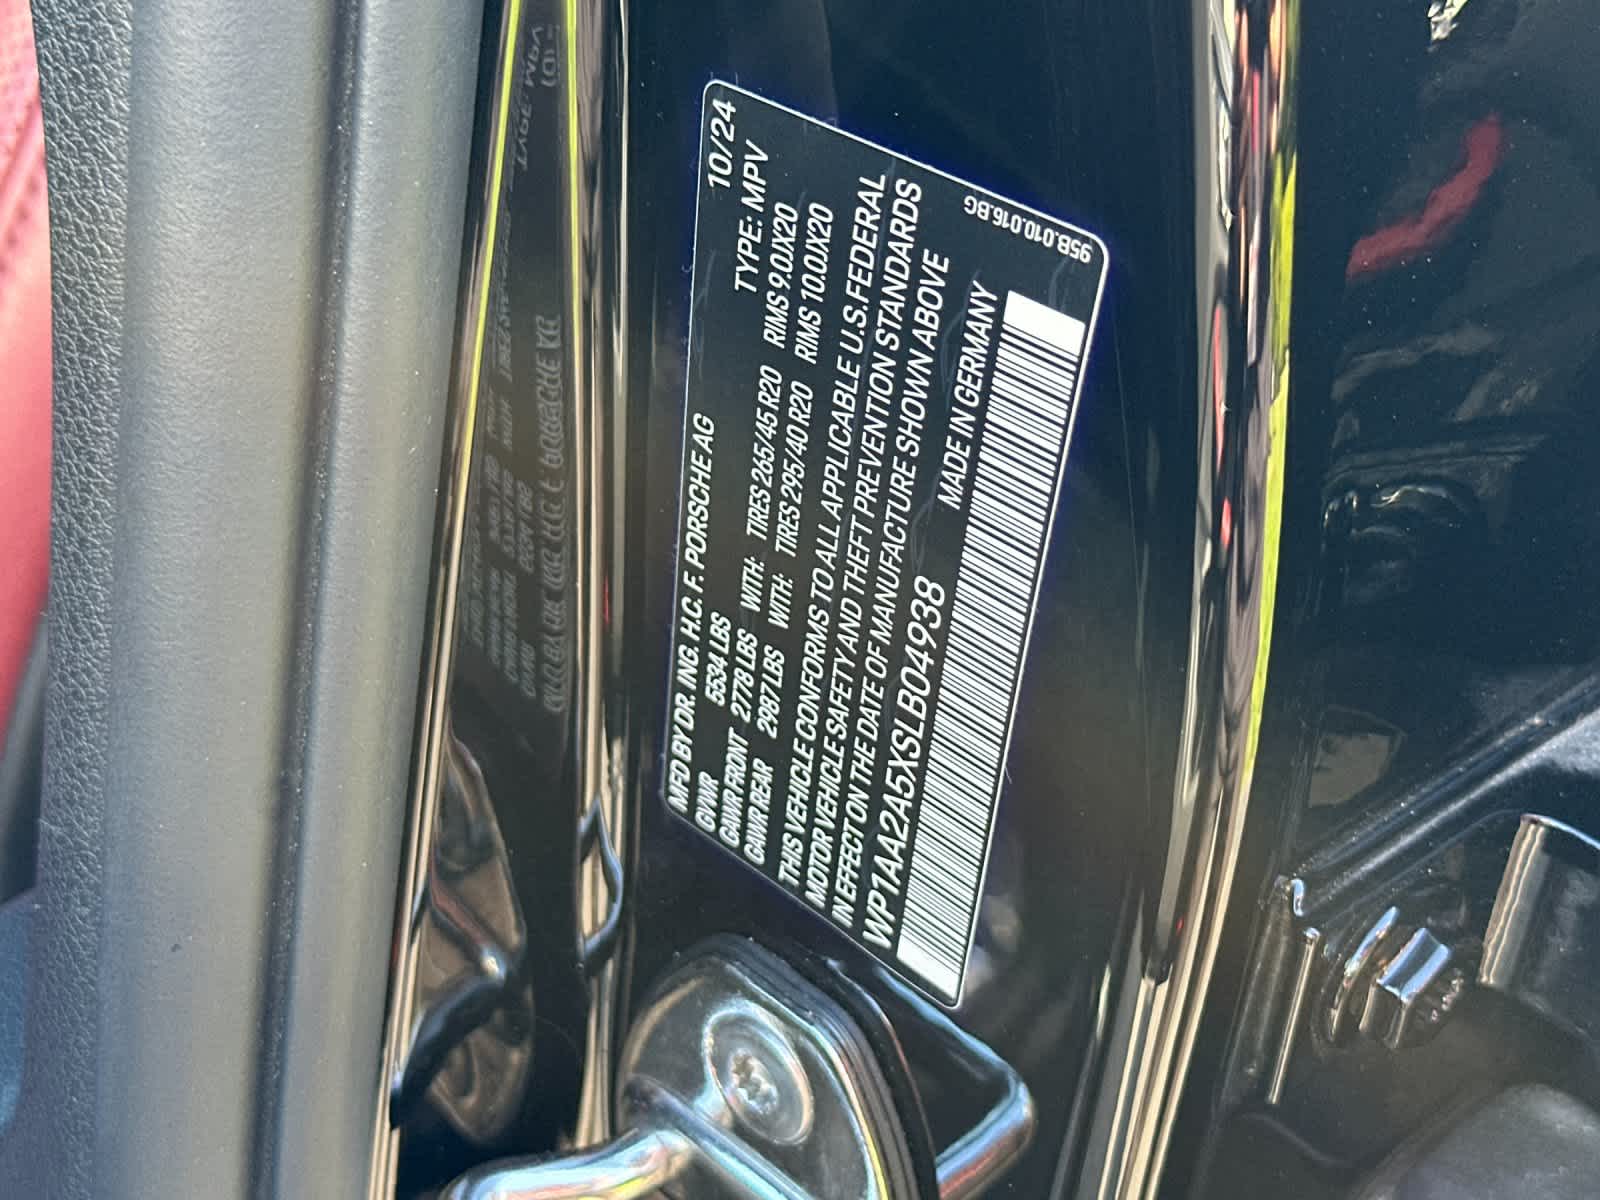 MFD BY DR. ING. H.C. F. PORSCHE AG 10/24
GVWR 5534 LBS TYPE: MPV
GAWR FRONT 2778 LBS WITH: TIRES 265/45 R20 RIMS 9.0JX20
GAWR REAR 2987 LBS WITH: TIRES 295/40 R20 RIMS 10.0JX20
THIS VEHICLE CONFORMS TO ALL APPLICABLE U.S. FEDERAL
MOTOR VEHICLE SAFETY AND THEFT PREVENTION STANDARDS
IN EFFECT ON THE DATE OF MANUFACTURE SHOWN ABOVE
WP1AA2A5XSLB04938 MADE IN GERMANY
95B.010.016.BG